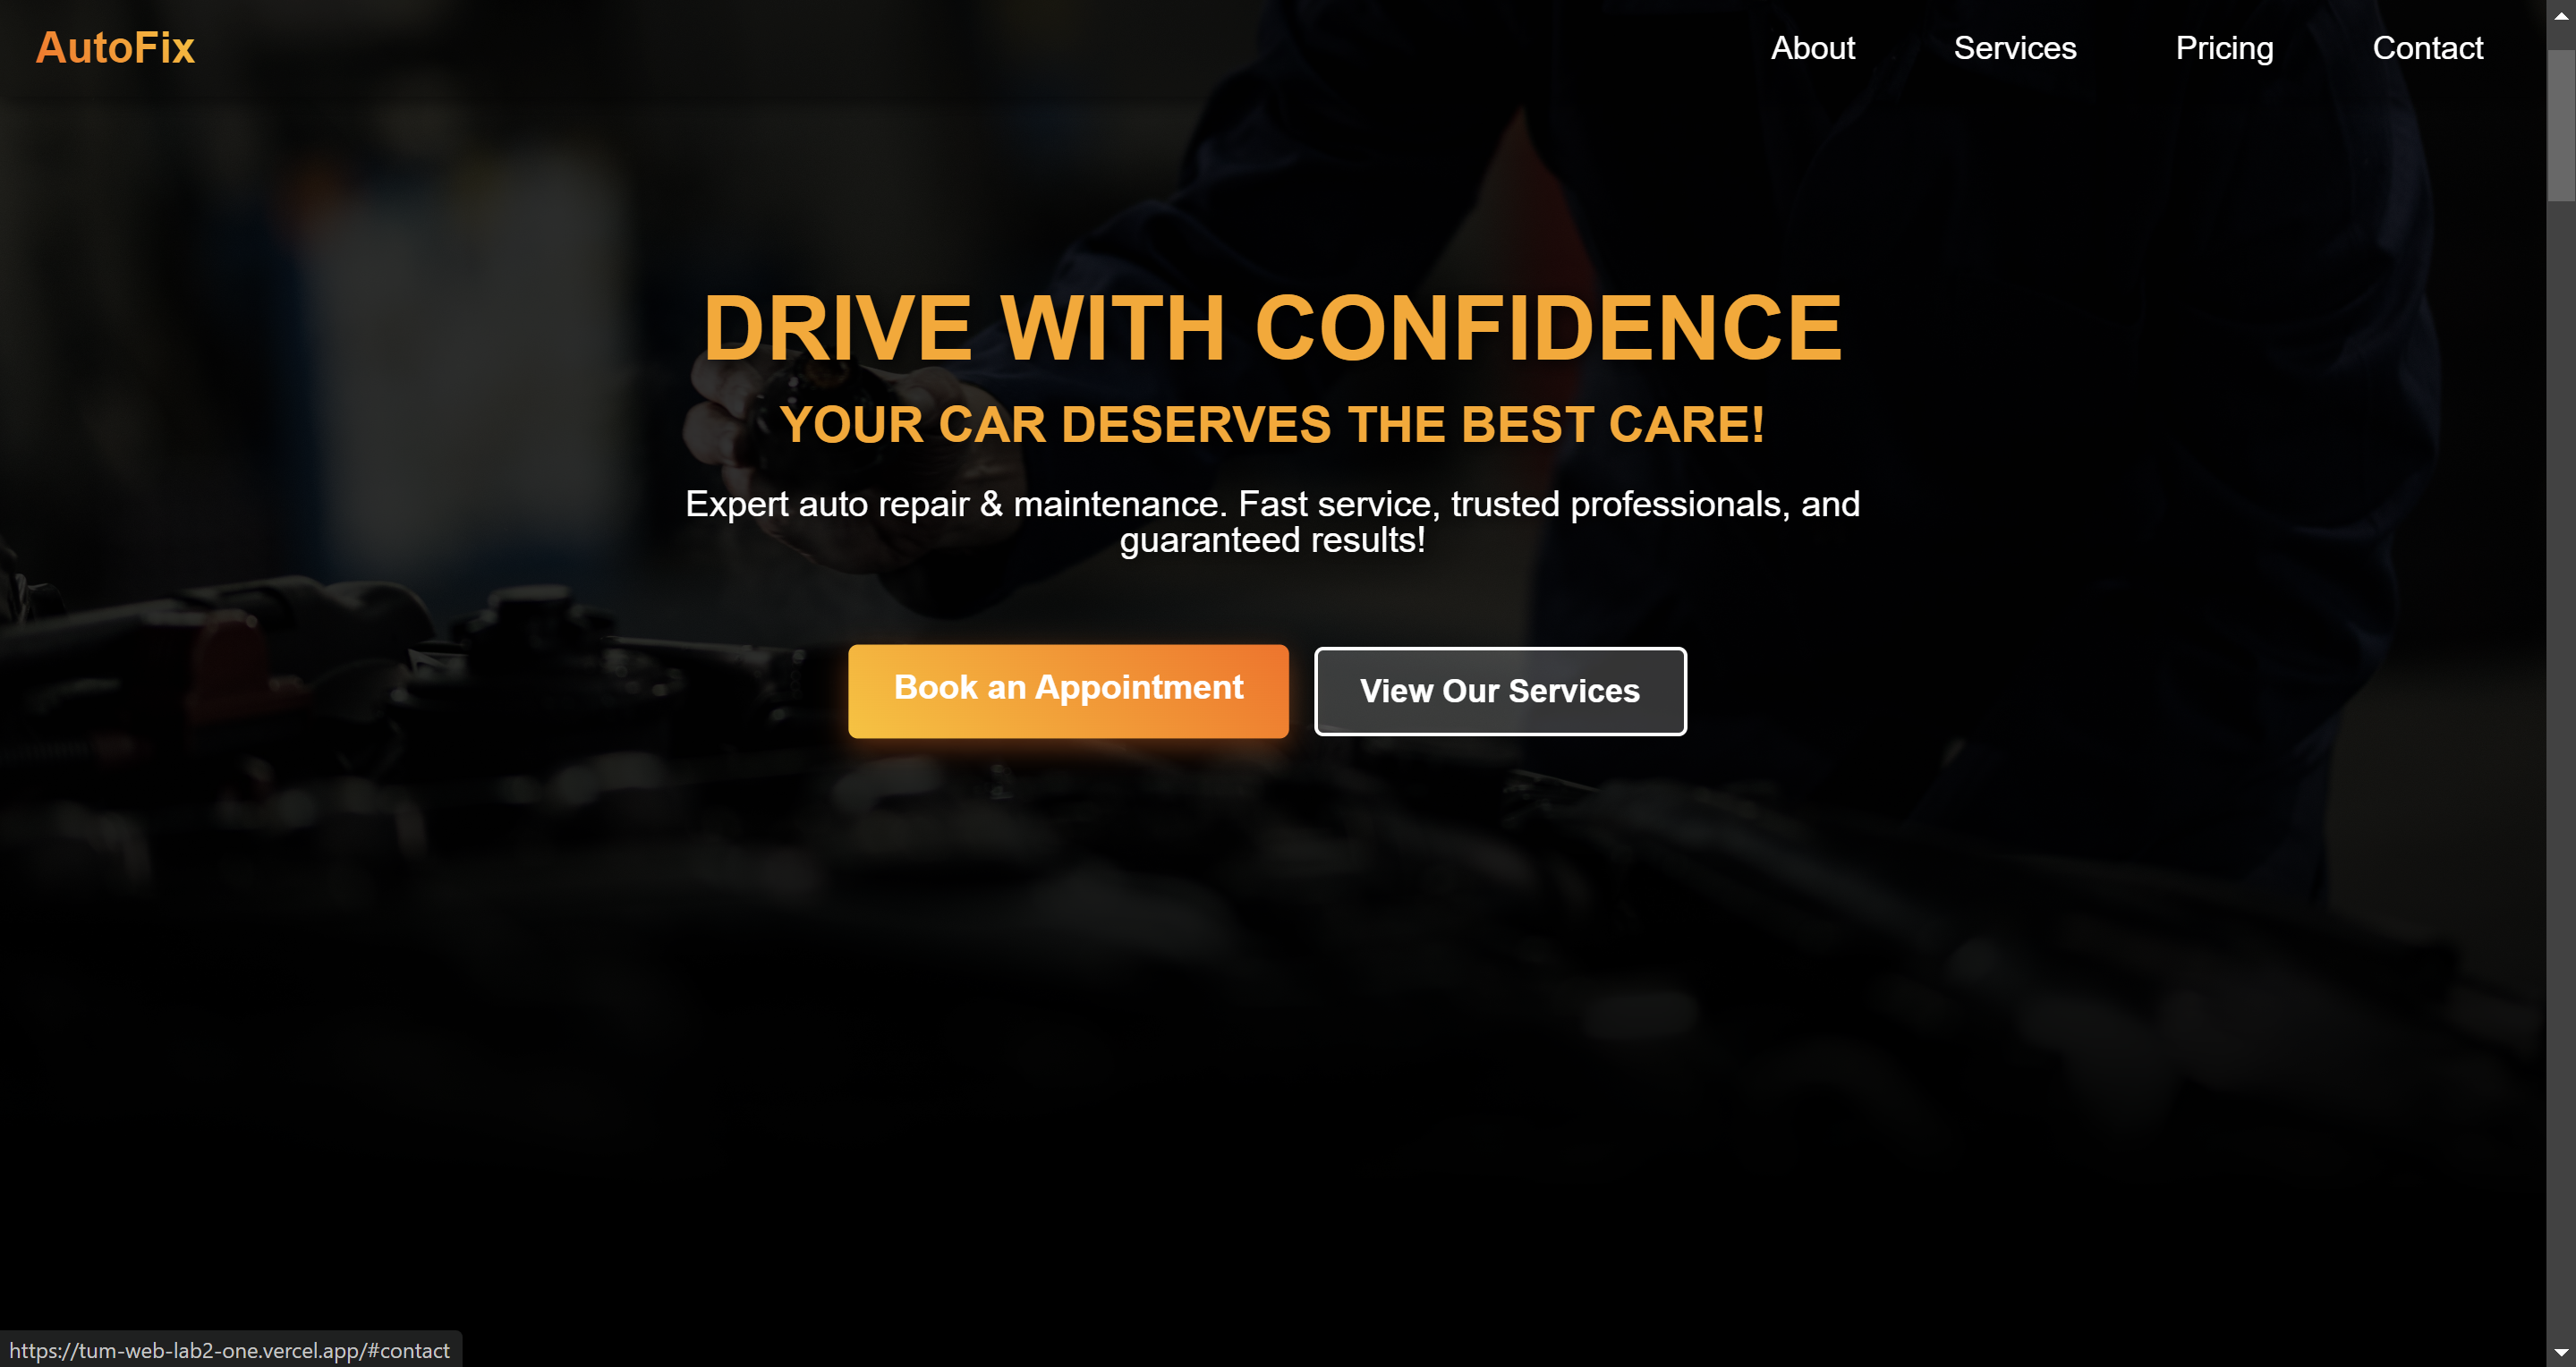 AutoFix
About
Services
Pricing
Contact
DRIVE WITH CONFIDENCE
YOUR CAR DESERVES THE BEST CARE!
Expert auto repair & maintenance. Fast service, trusted professionals, and
guaranteed results!
Book an Appointment
View Our Services
https://tum-web-lab2-one.vercel.app/#contact